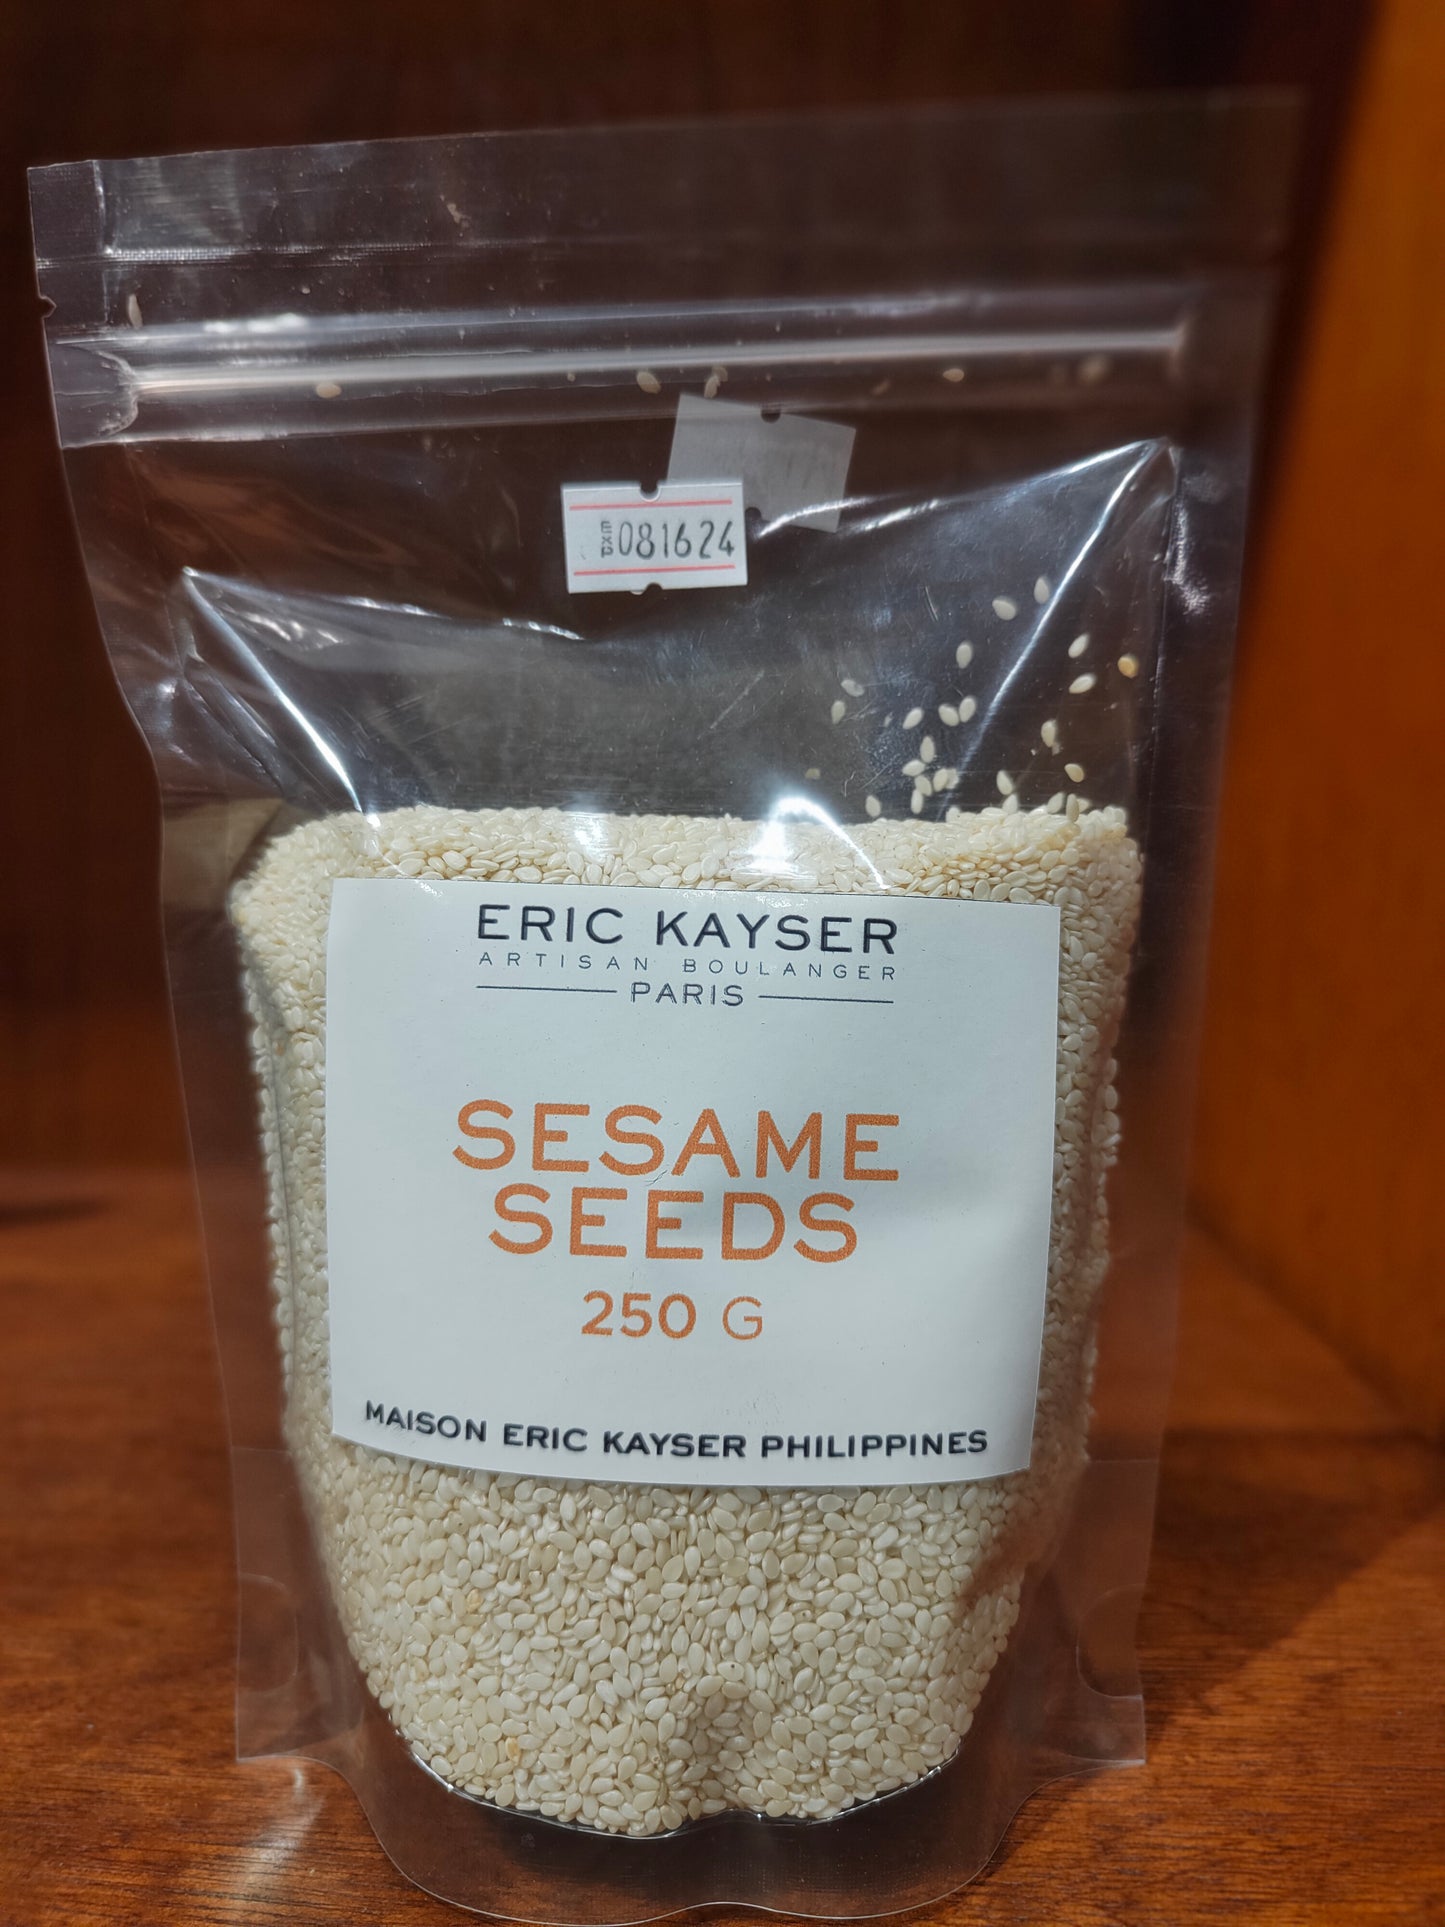 EXP 081624
ERIC KAYSER
ARTISAN BOULANGER
PARIS
SESAME
SEEDS
250 G
MAISON ERIC KAYSER PHILIPPINES